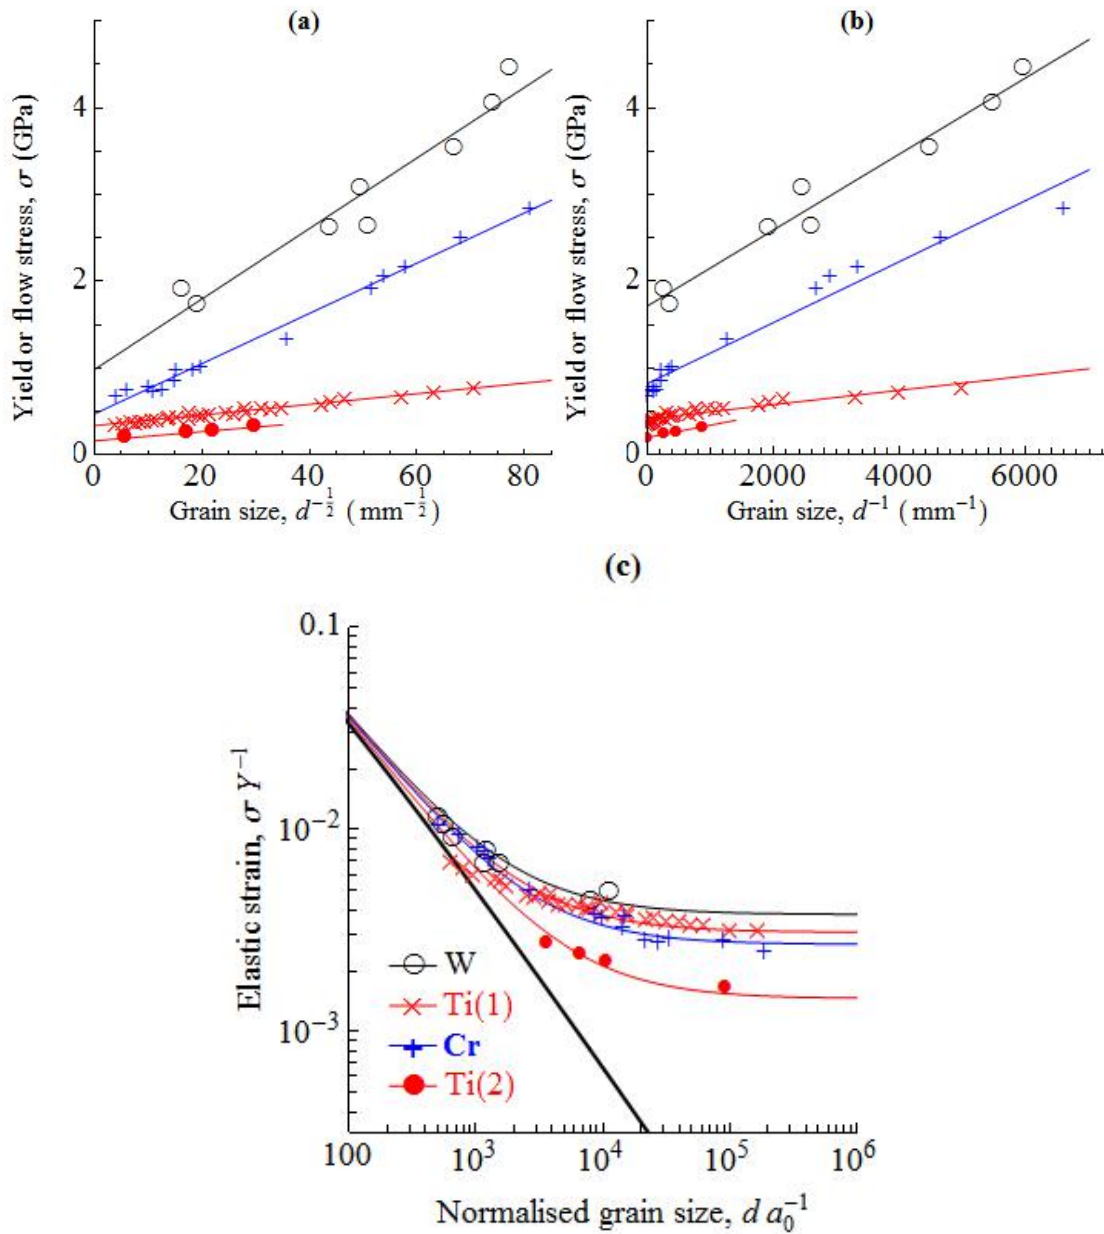 (a)
Yield or flow stress, σ (GPa)
4
2
0
0 20 40 60 80
Grain size, d^{-1/2} (mm^{-1/2})
(b)
Yield or flow stress, σ (GPa)
4
2
0
0 2000 4000 6000
Grain size, d^{-1} (mm^{-1})
(c)
Elastic strain, σ Y^{-1}
0.1
10^{-2}
10^{-3}
W
Ti(1)
Cr
Ti(2)
100 10^3 10^4 10^5 10^6
Normalised grain size, d a_0^{-1}